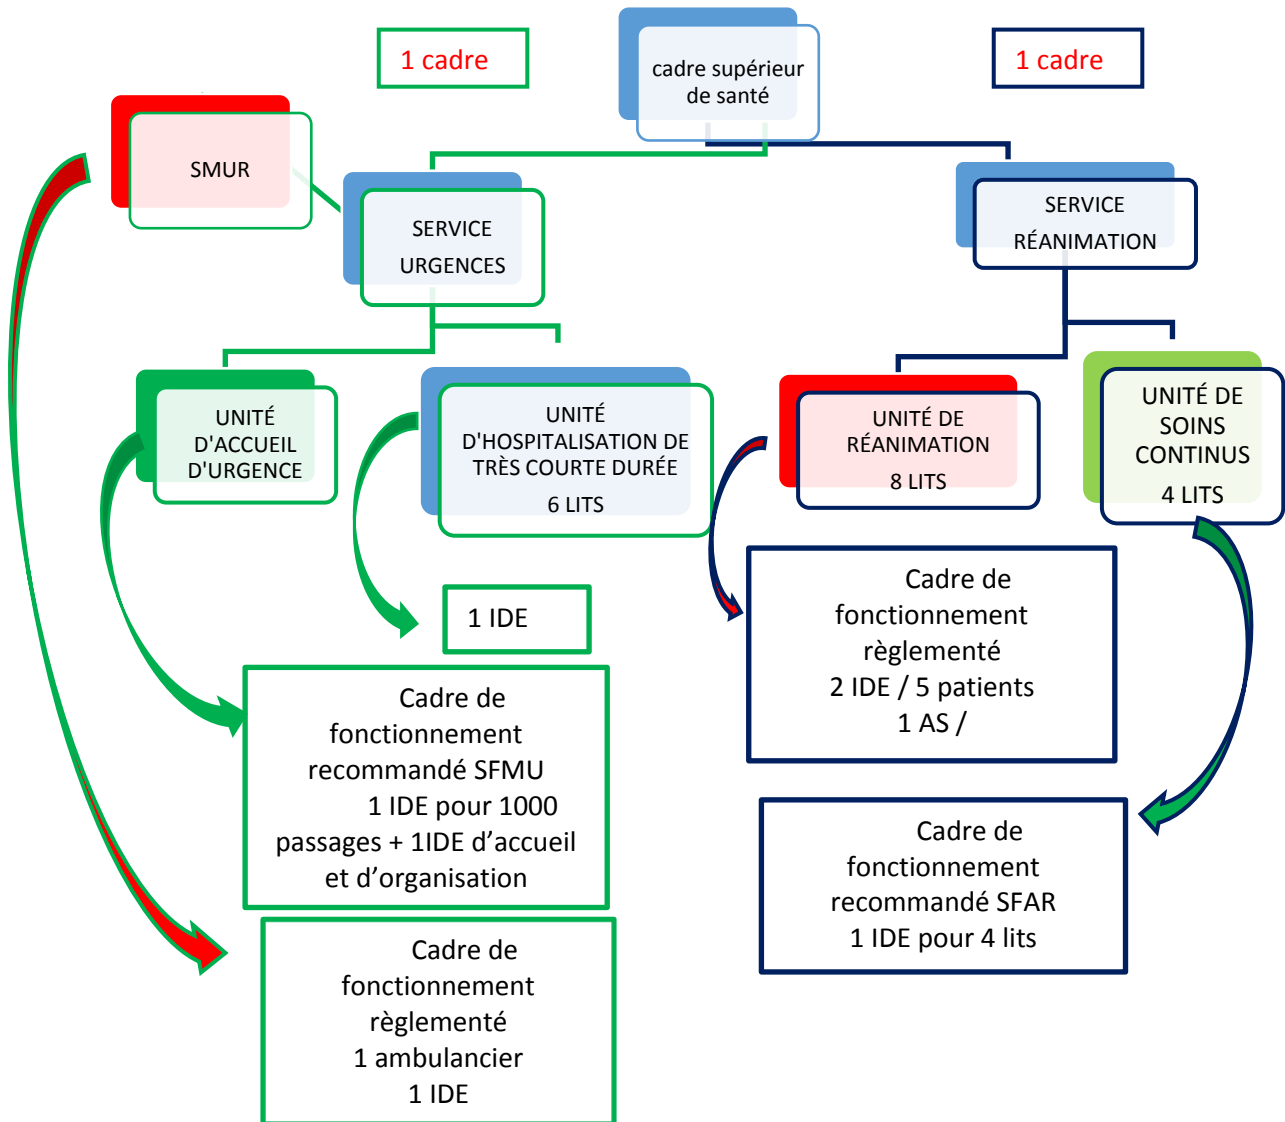 1 cadre
cadre supérieur
de santé
1 cadre
SMUR
SERVICE
URGENCES
SERVICE
RÉANIMATION
UNITÉ
D'ACCUEIL
D'URGENCE
UNITÉ
D'HOSPITALISATION DE
TRÈS COURTE DURÉE
6 LITS
UNITÉ DE
RÉANIMATION
8 LITS
UNITÉ DE
SOINS
CONTINUS
4 LITS
1 IDE
Cadre de
fonctionnement
règlementé
2 IDE / 5 patients
1 AS /
Cadre de
fonctionnement
recommandé SFMU
1 IDE pour 1000
passages + 1IDE d’accueil
et d’organisation
Cadre de
fonctionnement
recommandé SFAR
1 IDE pour 4 lits
Cadre de
fonctionnement
règlementé
1 ambulancier
1 IDE